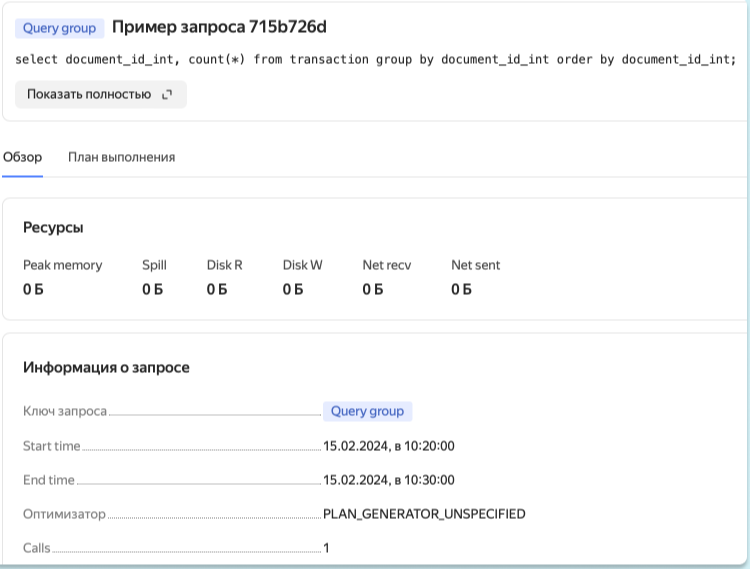 Query group Пример запроса 715b726d
select document_id_int, count(*) from transaction group by document_id_int order by document_id_int;
Показать полностью
Обзор План выполнения
Ресурсы
Peak memory Spill Disk R Disk W Net recv Net sent
0 Б 0 Б 0 Б 0 Б 0 Б 0 Б
Информация о запросе
Ключ запроса Query group
Start time 15.02.2024, в 10:20:00
End time 15.02.2024, в 10:30:00
Оптимизатор PLAN_GENERATOR_UNSPECIFIED
Calls 1